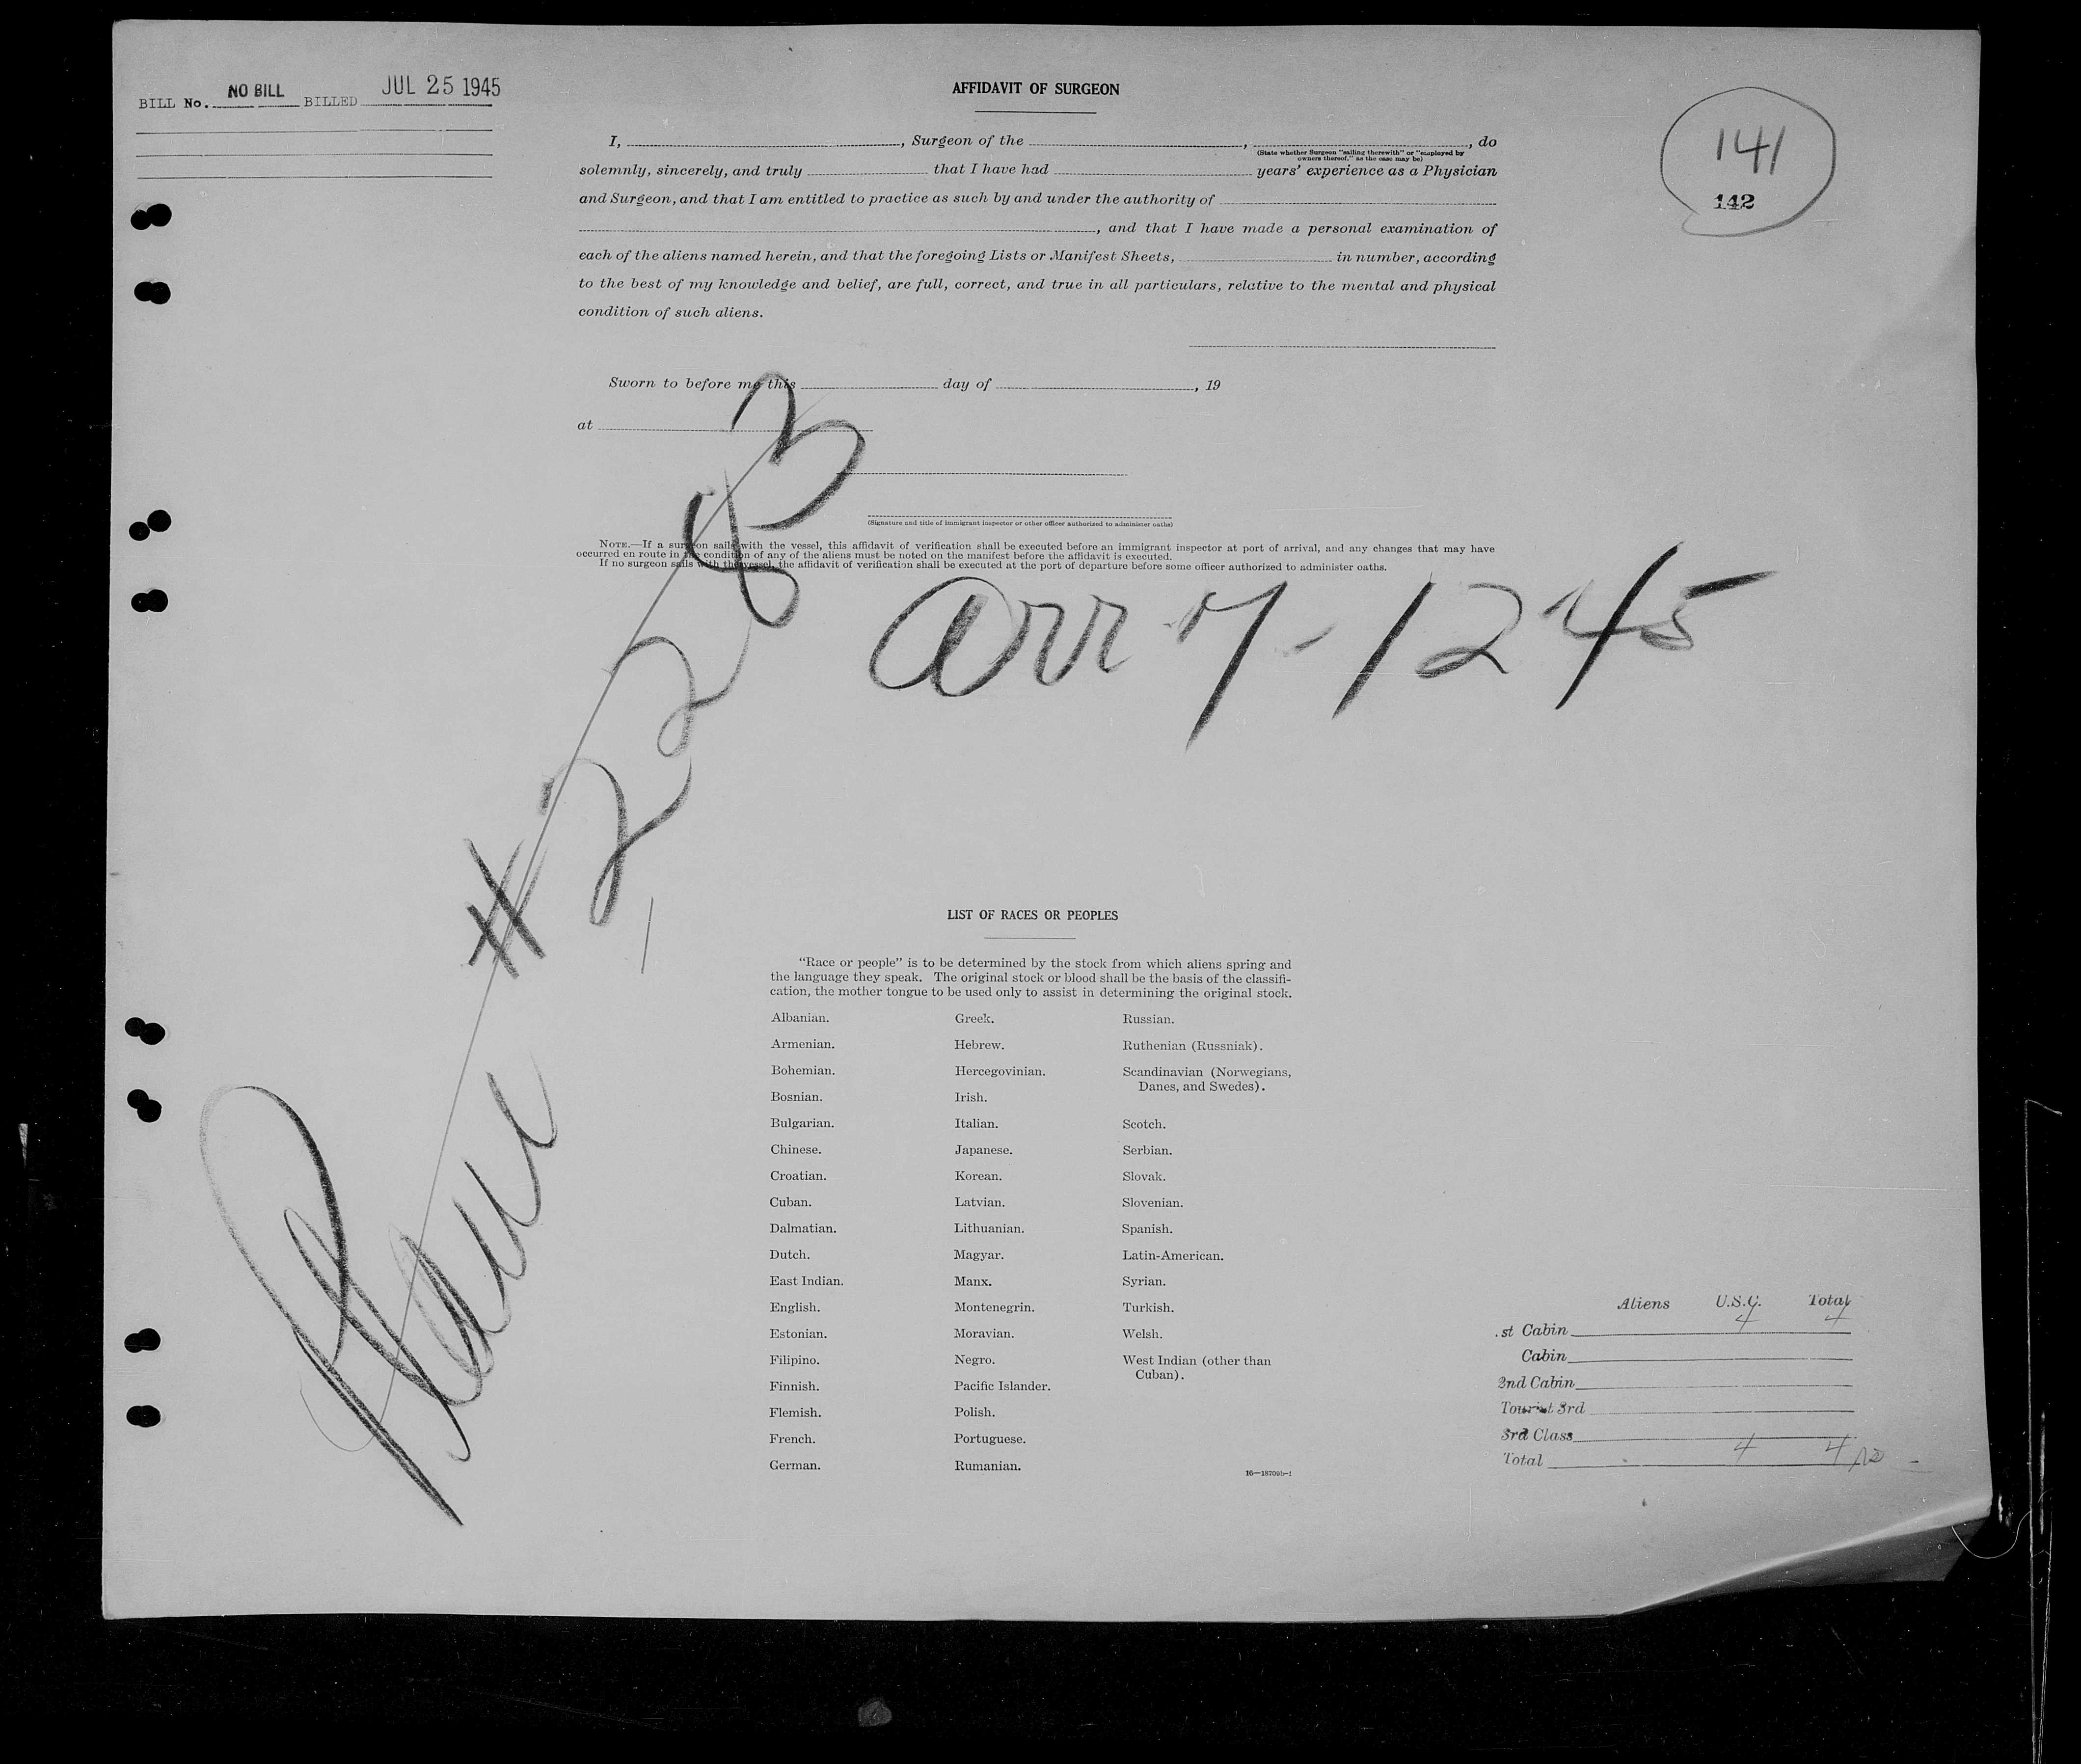 BILL No. NO BILL BILLED JUL 25 1945
AFFIDAVIT OF SURGEON
141
142
I, , Surgeon of the , , do
(State whether Surgeon "sailing therewith" or "employed by owners thereof," as the case may be)
solemnly, sincerely, and truly that I have had years' experience as a Physician
and Surgeon, and that I am entitled to practice as such by and under the authority of
, and that I have made a personal examination of
each of the aliens named herein, and that the foregoing Lists or Manifest Sheets, in number, according
to the best of my knowledge and belief, are full, correct, and true in all particulars, relative to the mental and physical
condition of such aliens.
Sworn to before me this day of , 19
at
(Signature and title of immigrant inspector or other officer authorized to administer oaths)
NOTE.—If a surgeon sails with the vessel, this affidavit of verification shall be executed before an immigrant inspector at port of arrival, and any changes that may have
occurred en route in the condition of any of the aliens must be noted on the manifest before the affidavit is executed.
If no surgeon sails with the vessel, the affidavit of verification shall be executed at the port of departure before some officer authorized to administer oaths.
arr 7-12 45
Plane # 2283
LIST OF RACES OR PEOPLES
"Race or people" is to be determined by the stock from which aliens spring and
the language they speak. The original stock or blood shall be the basis of the classifi-
cation, the mother tongue to be used only to assist in determining the original stock.
Albanian. Greek. Russian.
Armenian. Hebrew. Ruthenian (Russniak).
Bohemian. Hercegovinian. Scandinavian (Norwegians,
Danes, and Swedes).
Bosnian. Irish.
Bulgarian. Italian. Scotch.
Chinese. Japanese. Serbian.
Croatian. Korean. Slovak.
Cuban. Latvian. Slovenian.
Dalmatian. Lithuanian. Spanish.
Dutch. Magyar. Latin-American.
East Indian. Manx. Syrian.
English. Montenegrin. Turkish.
Estonian. Moravian. Welsh.
Filipino. Negro. West Indian (other than
Cuban).
Finnish. Pacific Islander.
Flemish. Polish.
French. Portuguese.
German. Rumanian.
16—18709b-1
Aliens U.S.C. Total
.st Cabin 4 4
Cabin
2nd Cabin
Tourist 3rd
3rd Class
Total 4 4